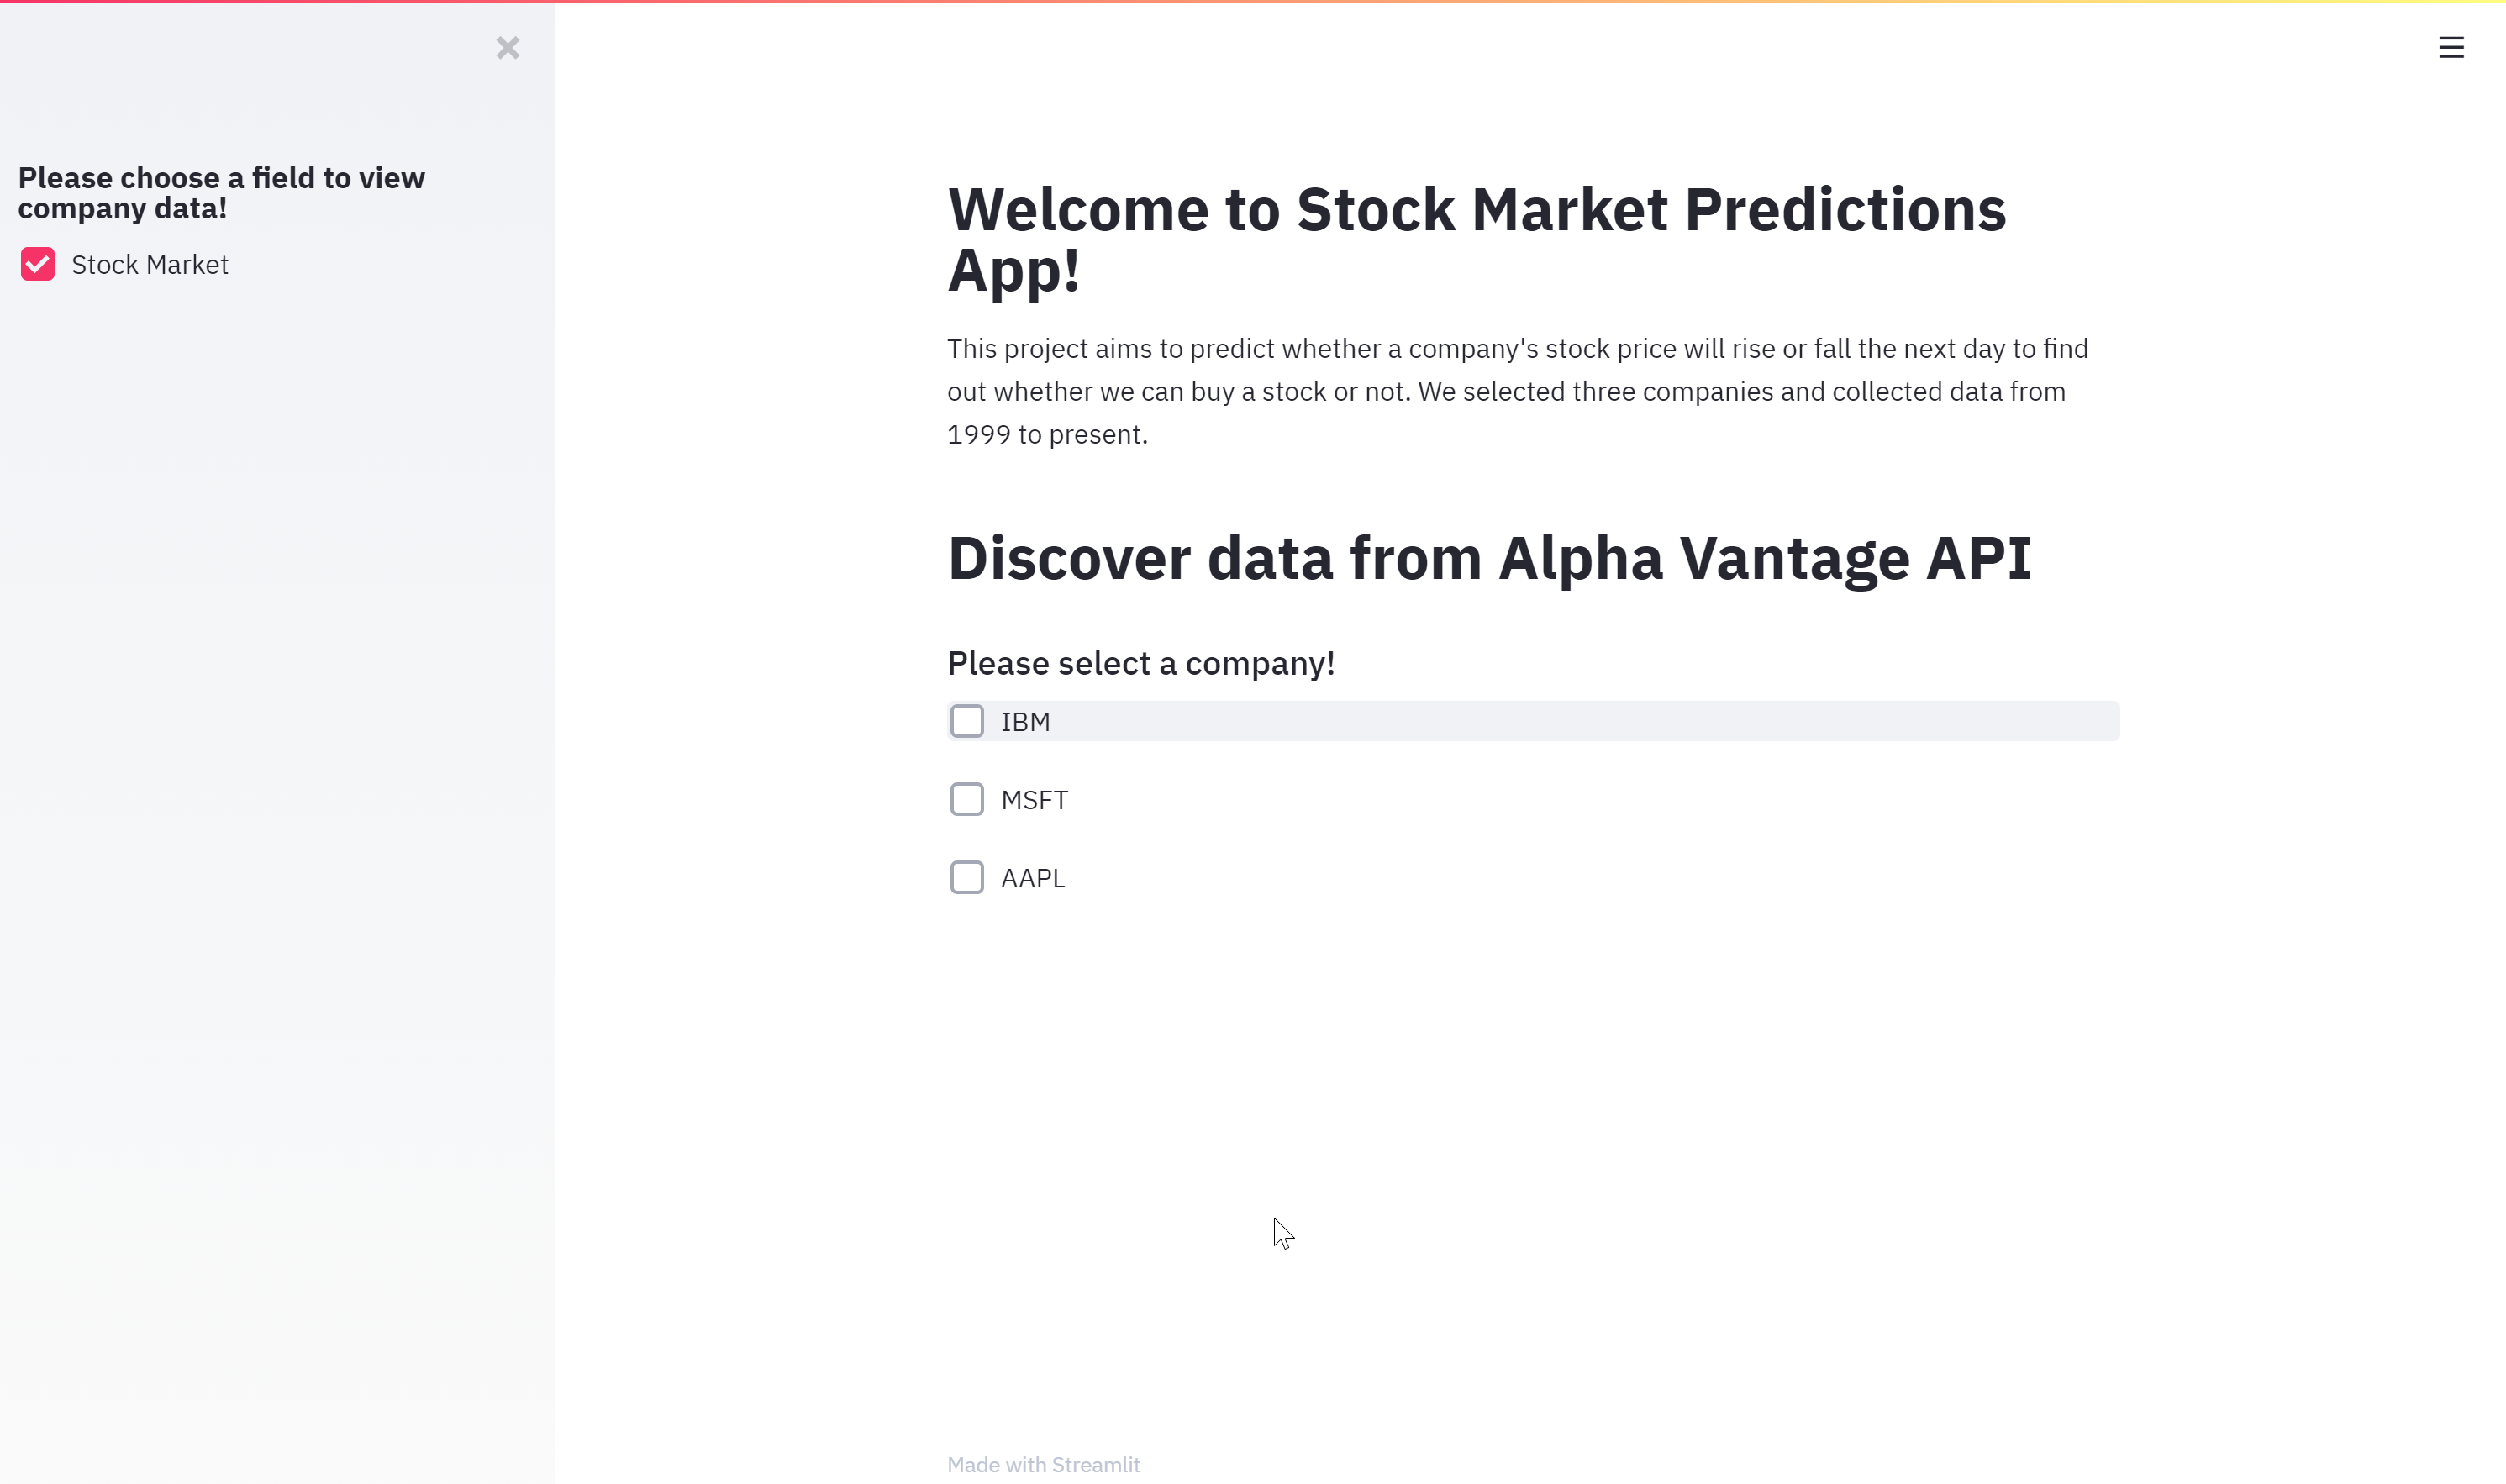 Please choose a field to view
company data!
Stock Market
Welcome to Stock Market Predictions
App!
This project aims to predict whether a company's stock price will rise or fall the next day to find
out whether we can buy a stock or not. We selected three companies and collected data from
1999 to present.
Discover data from Alpha Vantage API
Please select a company!
IBM
MSFT
AAPL
Made with Streamlit